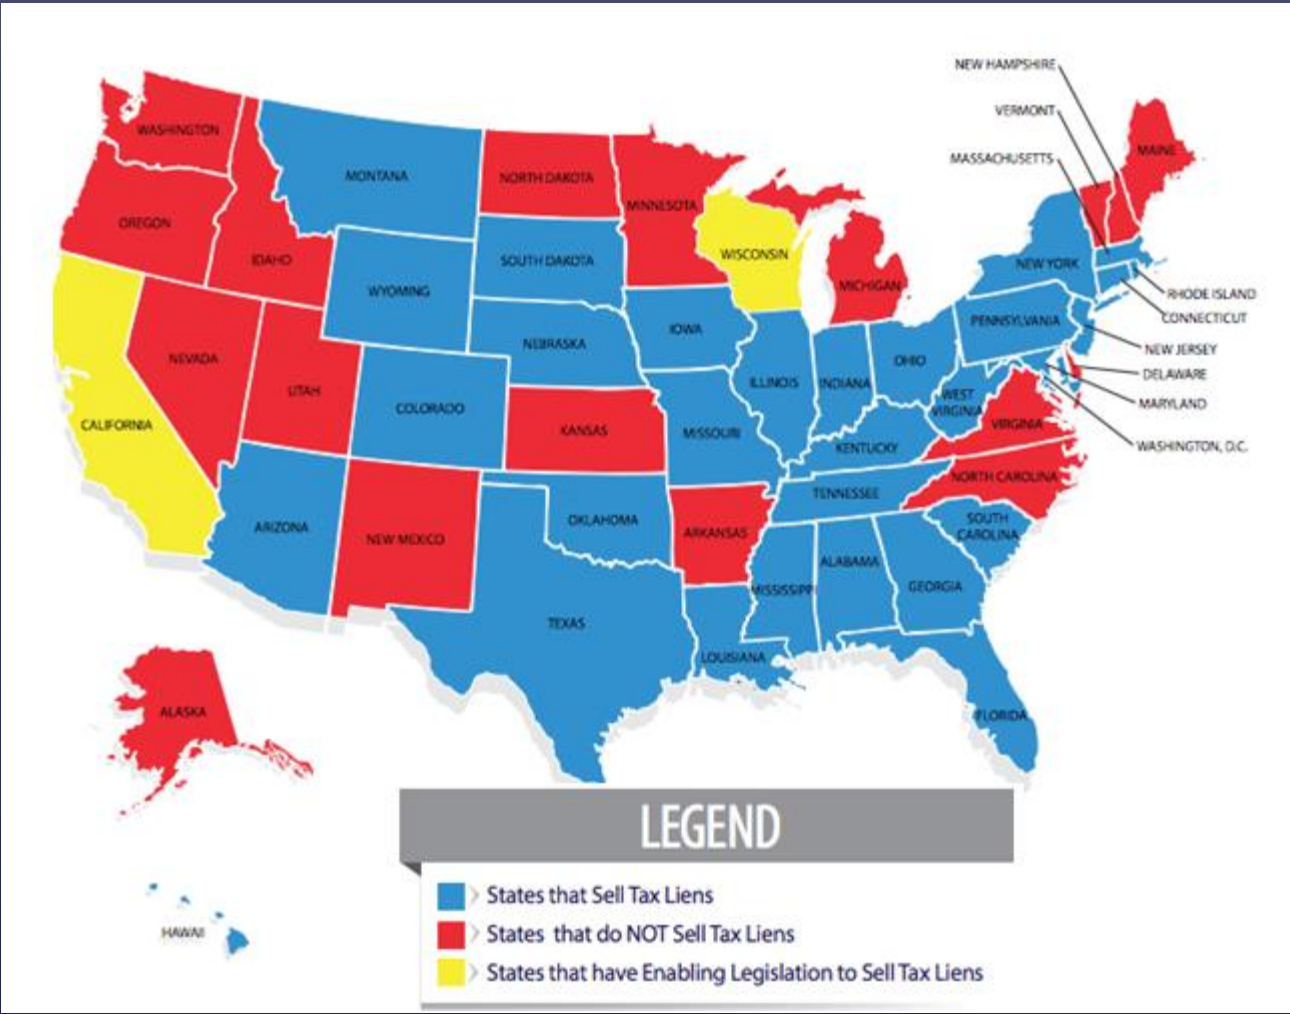 NEW HAMPSHIRE
VERMONT
MASSACHUSETTS
MAINE
WASHINGTON
MONTANA
NORTH DAKOTA
MINNESOTA
OREGON
IDAHO
WYOMING
SOUTH DAKOTA
WISCONSIN
MICHIGAN
NEW YORK
RHODE ISLAND
CONNECTICUT
PENNSYLVANIA
NEW JERSEY
DELAWARE
MARYLAND
WASHINGTON, D.C.
NEVADA
UTAH
COLORADO
NEBRASKA
IOWA
ILLINOIS
INDIANA
OHIO
WEST
VIRGINIA
VIRGINIA
CALIFORNIA
KANSAS
MISSOURI
KENTUCKY
NORTH CAROLINA
TENNESSEE
ARIZONA
NEW MEXICO
OKLAHOMA
ARKANSAS
SOUTH
CAROLINA
MISSISSIPPI
ALABAMA
GEORGIA
TEXAS
LOUISIANA
FLORIDA
ALASKA
HAWAII
LEGEND
States that Sell Tax Liens
States that do NOT Sell Tax Liens
States that have Enabling Legislation to Sell Tax Liens